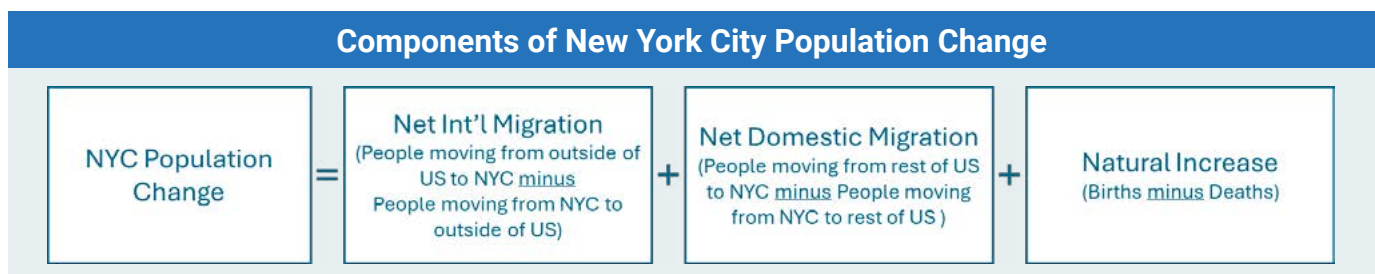 Components of New York City Population Change
NYC Population
Change
=
Net Int'l Migration
(People moving from outside of
US to NYC minus
People moving from NYC to
outside of US)
+
Net Domestic Migration
(People moving from rest of US
to NYC minus People moving
from NYC to rest of US )
+
Natural Increase
(Births minus Deaths)